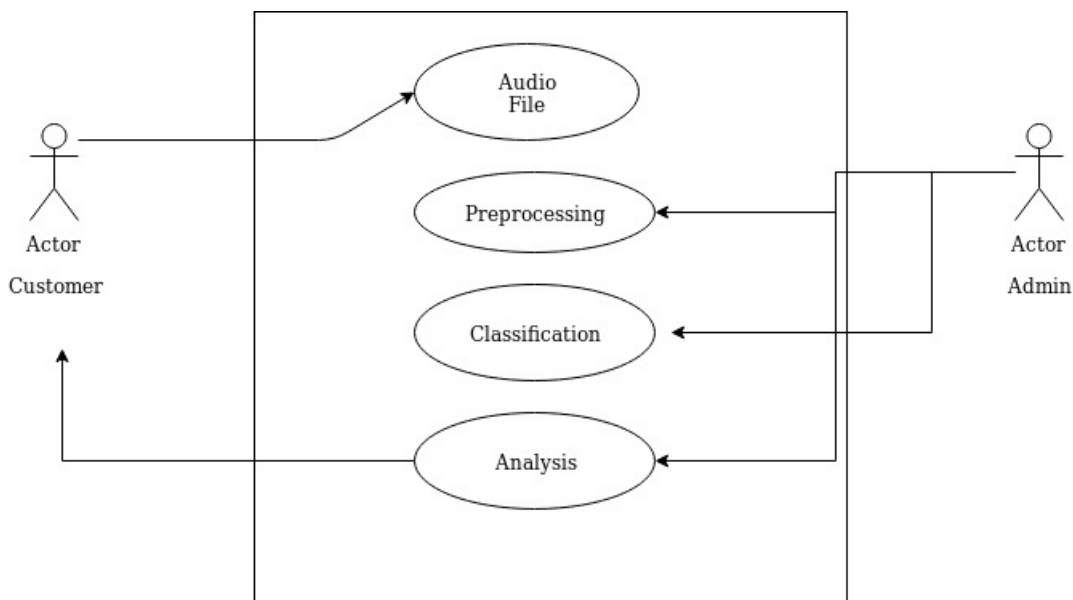 Audio
File
Preprocessing
Classification
Analysis
Actor
Customer
Actor
Admin